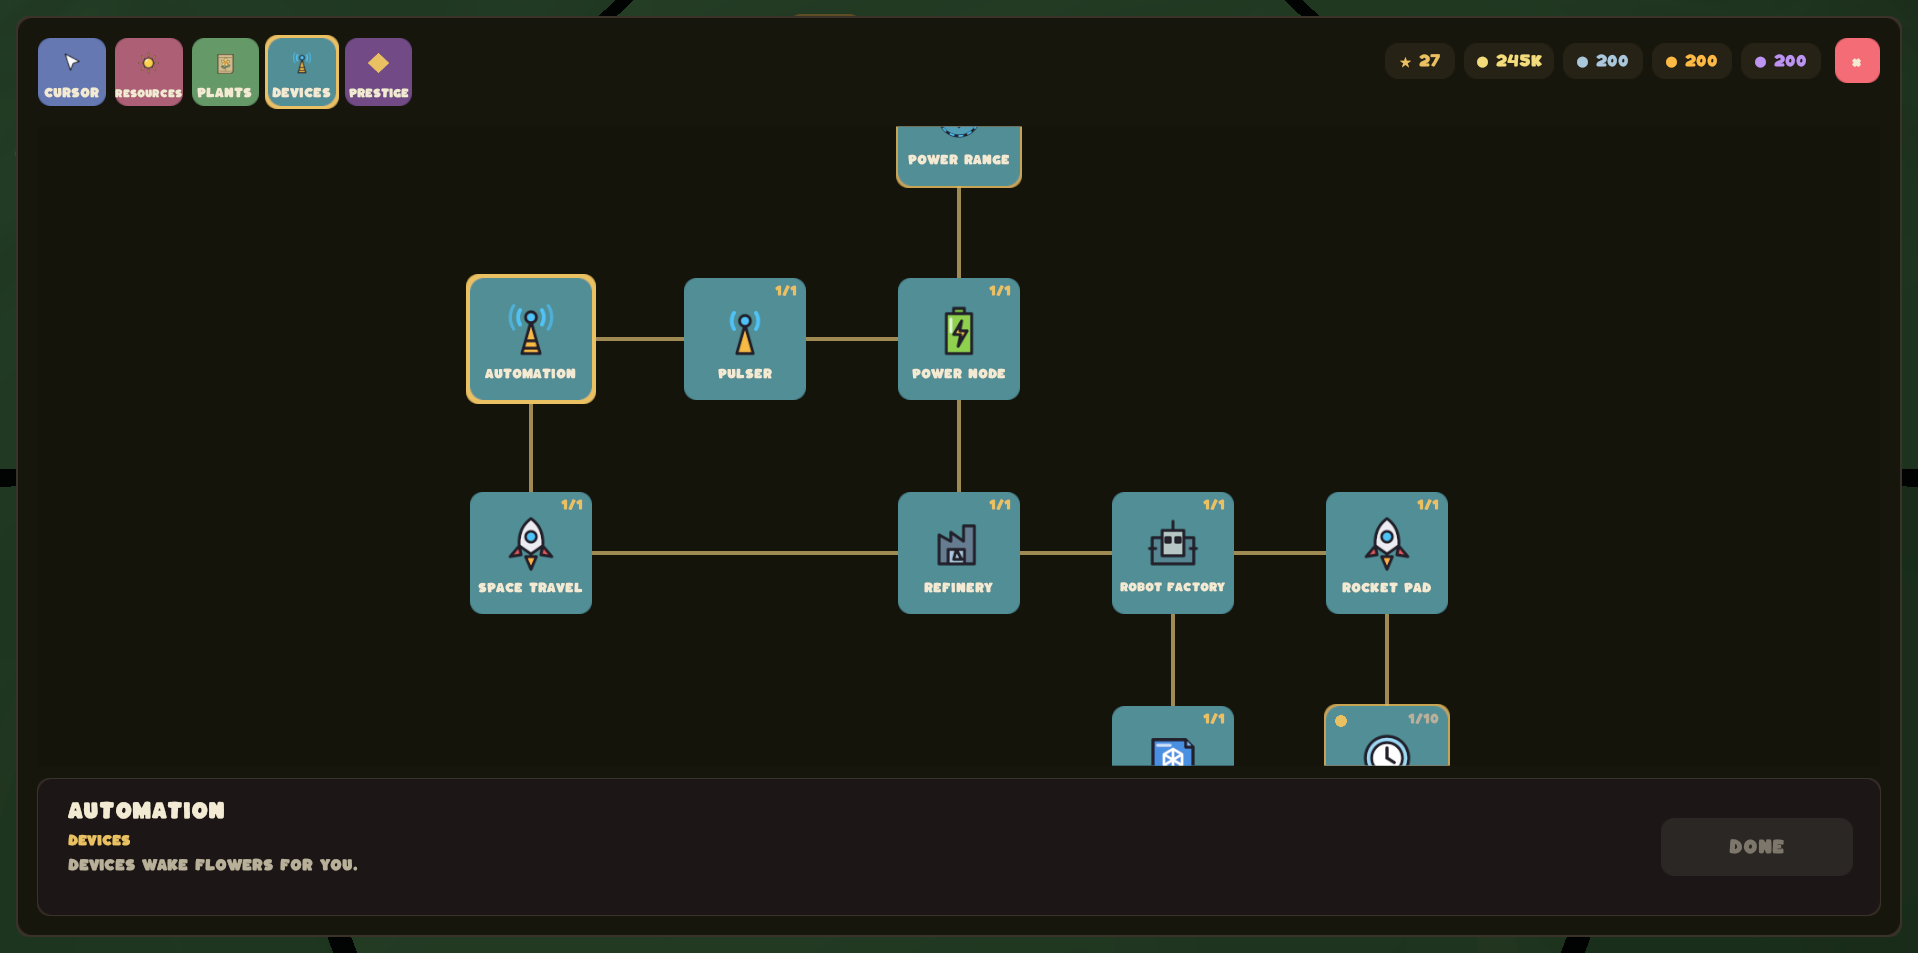 CURSOR
RESOURCES
PLANTS
DEVICES
PRESTIGE
27
245K
200
200
200
POWER RANGE
AUTOMATION
1/1
PULSER
1/1
POWER NODE
1/1
SPACE TRAVEL
1/1
REFINERY
1/1
ROBOT FACTORY
1/1
ROCKET PAD
1/1
1/10
AUTOMATION
DEVICES
DEVICES WAKE FLOWERS FOR YOU.
DONE